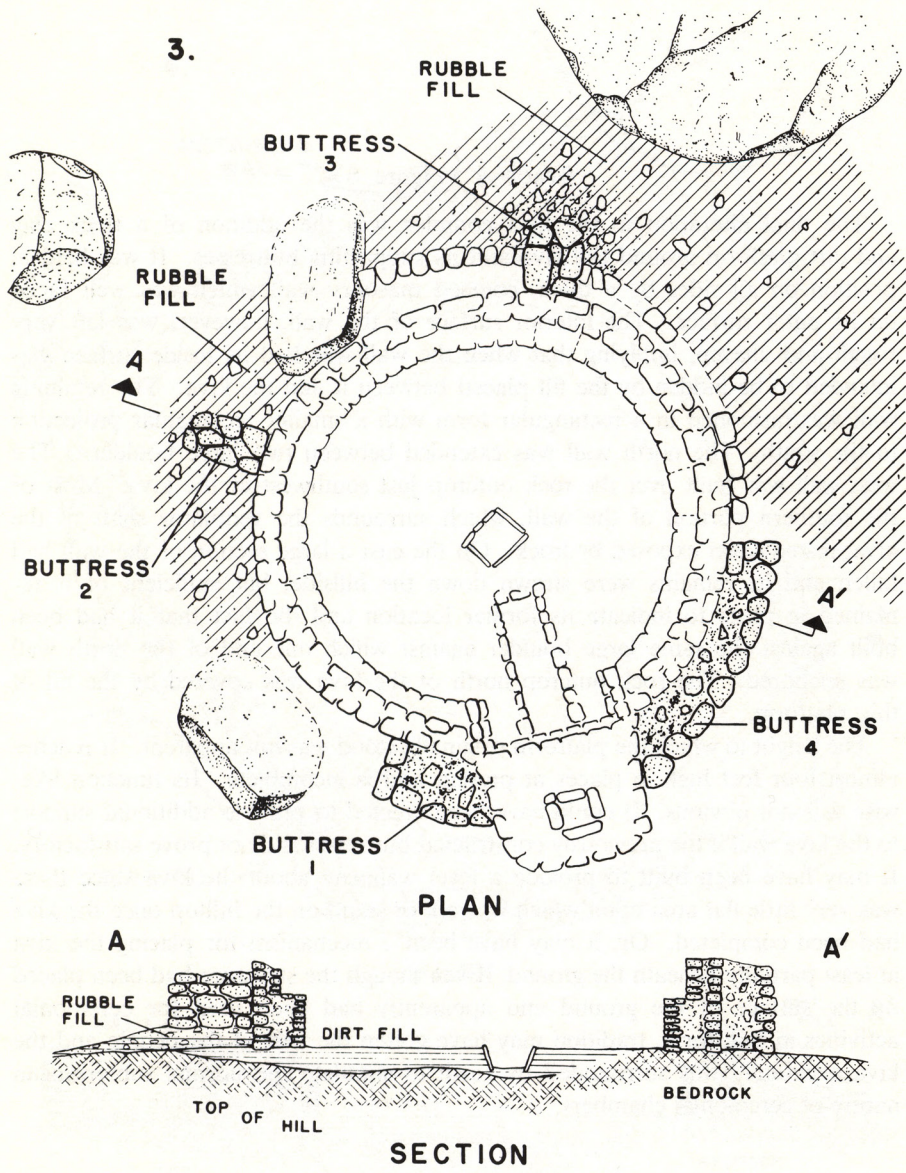 3.
RUBBLE
FILL
BUTTRESS
3
RUBBLE
FILL
A
BUTTRESS
2
A'
BUTTRESS
4
BUTTRESS
1
PLAN
A
A'
RUBBLE
FILL
DIRT FILL
BEDROCK
TOP
OF
HILL
SECTION